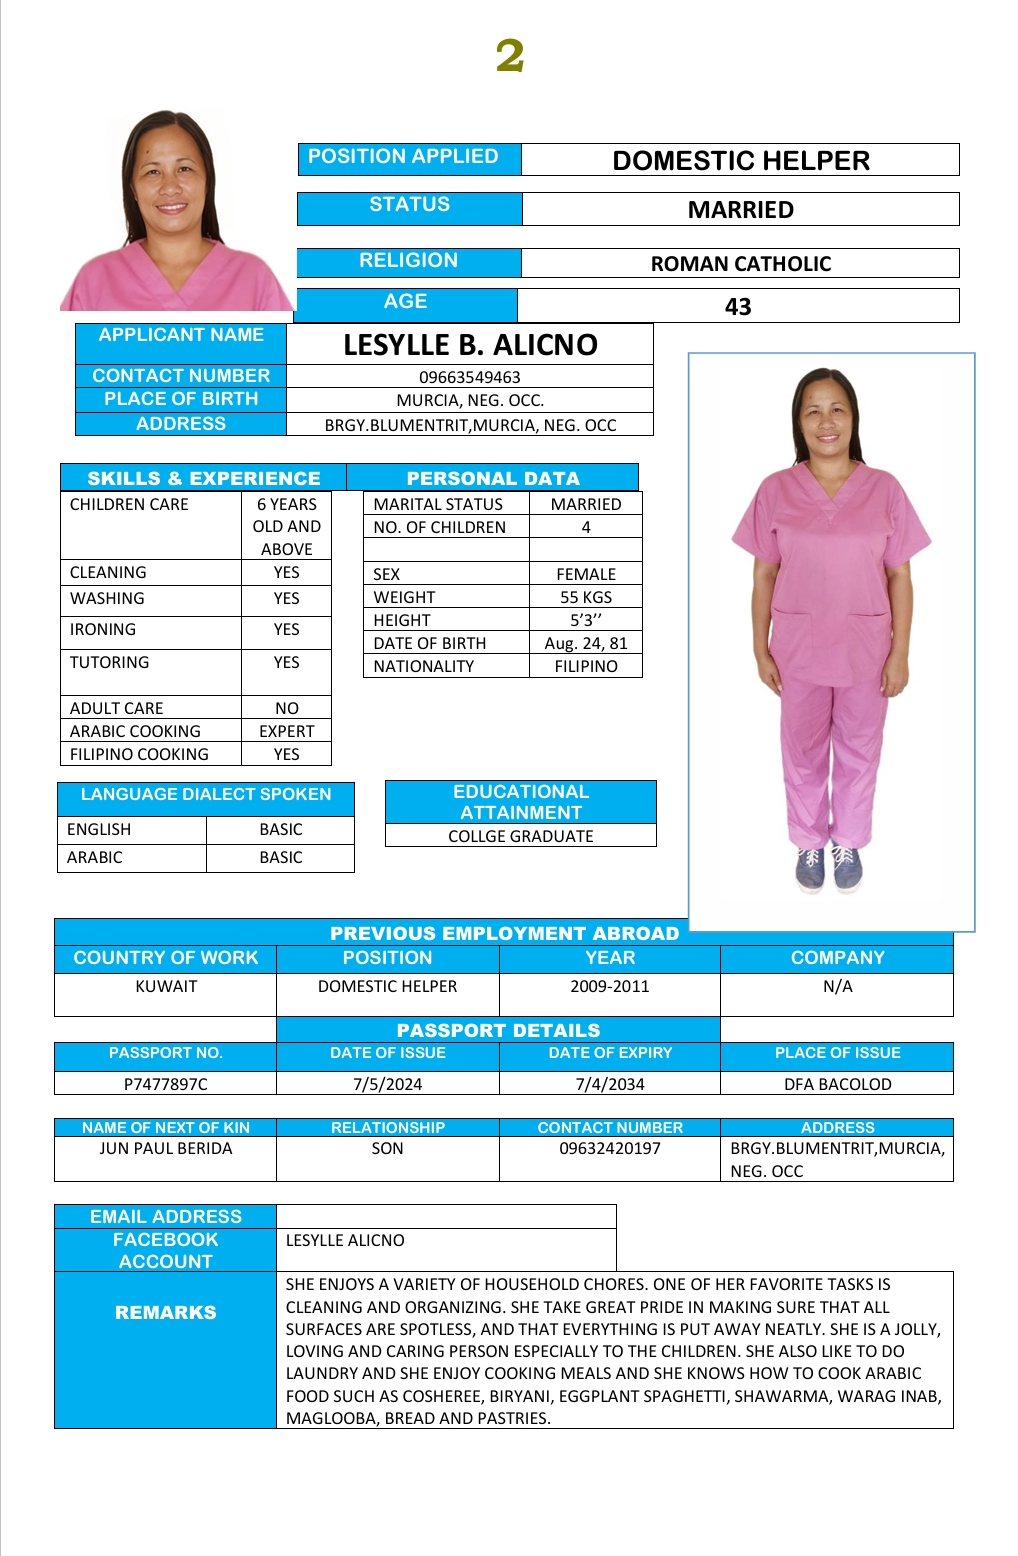 2
POSITION APPLIED DOMESTIC HELPER
STATUS MARRIED
RELIGION ROMAN CATHOLIC
AGE 43
APPLICANT NAME LESYLLE B. ALICNO
CONTACT NUMBER 09663549463
PLACE OF BIRTH MURCIA, NEG. OCC.
ADDRESS BRGY.BLUMENTRIT,MURCIA, NEG. OCC
SKILLS & EXPERIENCE
CHILDREN CARE 6 YEARS
OLD AND
ABOVE
CLEANING YES
WASHING YES
IRONING YES
TUTORING YES
ADULT CARE NO
ARABIC COOKING EXPERT
FILIPINO COOKING YES
PERSONAL DATA
MARITAL STATUS MARRIED
NO. OF CHILDREN 4
SEX FEMALE
WEIGHT 55 KGS
HEIGHT 5’3’’
DATE OF BIRTH Aug. 24, 81
NATIONALITY FILIPINO
LANGUAGE DIALECT SPOKEN
ENGLISH BASIC
ARABIC BASIC
EDUCATIONAL
ATTAINMENT
COLLGE GRADUATE
PREVIOUS EMPLOYMENT ABROAD
COUNTRY OF WORK POSITION YEAR COMPANY
KUWAIT DOMESTIC HELPER 2009-2011 N/A
PASSPORT DETAILS
PASSPORT NO. DATE OF ISSUE DATE OF EXPIRY PLACE OF ISSUE
P7477897C 7/5/2024 7/4/2034 DFA BACOLOD
NAME OF NEXT OF KIN RELATIONSHIP CONTACT NUMBER ADDRESS
JUN PAUL BERIDA SON 09632420197 BRGY.BLUMENTRIT,MURCIA,
NEG. OCC
EMAIL ADDRESS
FACEBOOK
ACCOUNT
LESYLLE ALICNO
REMARKS
SHE ENJOYS A VARIETY OF HOUSEHOLD CHORES. ONE OF HER FAVORITE TASKS IS
CLEANING AND ORGANIZING. SHE TAKE GREAT PRIDE IN MAKING SURE THAT ALL
SURFACES ARE SPOTLESS, AND THAT EVERYTHING IS PUT AWAY NEATLY. SHE IS A JOLLY,
LOVING AND CARING PERSON ESPECIALLY TO THE CHILDREN. SHE ALSO LIKE TO DO
LAUNDRY AND SHE ENJOY COOKING MEALS AND SHE KNOWS HOW TO COOK ARABIC
FOOD SUCH AS COSHEREE, BIRYANI, EGGPLANT SPAGHETTI, SHAWARMA, WARAG INAB,
MAGLOOBA, BREAD AND PASTRIES.